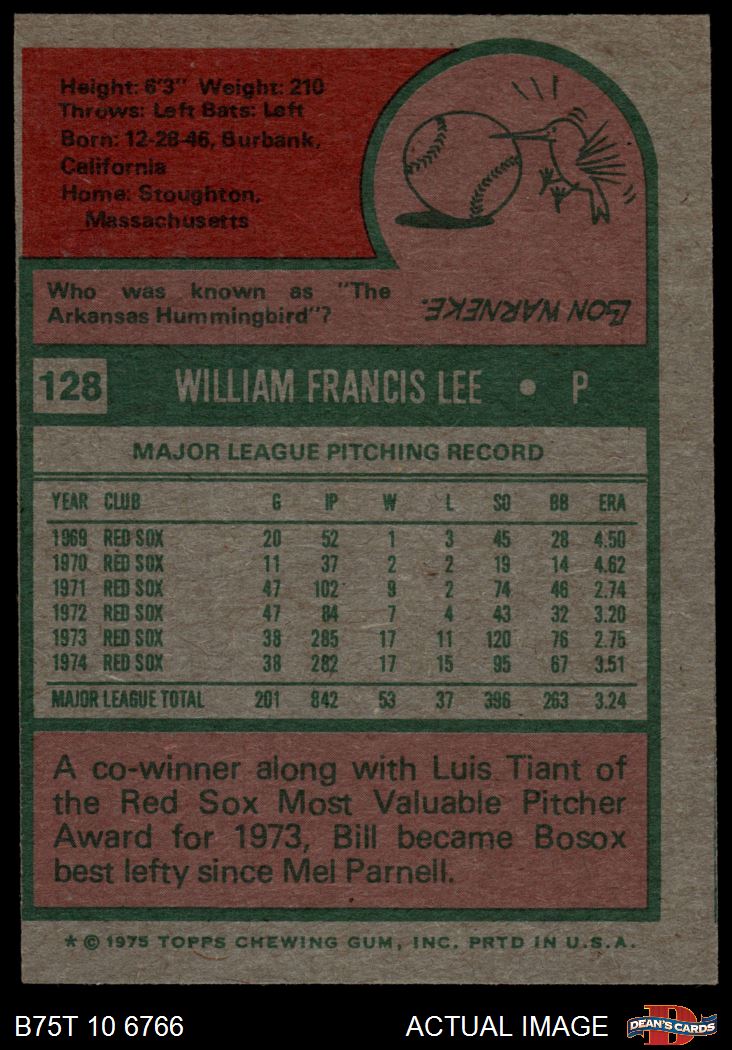 Height: 6'3" Weight: 210
Throws: Left Bats: Left
Born: 12-28-46, Burbank,
California
Home: Stoughton,
Massachusetts
Who was known as "The
Arkansas Hummingbird"?
LON WARNEKE.
128 WILLIAM FRANCIS LEE • P
MAJOR LEAGUE PITCHING RECORD
YEAR CLUB G IP W L SO BB ERA
1969 RED SOX 20 52 1 3 45 28 4.50
1970 RED SOX 11 37 2 2 19 14 4.62
1971 RED SOX 47 102 9 2 74 46 2.74
1972 RED SOX 47 84 7 4 43 32 3.20
1973 RED SOX 38 285 17 11 120 76 2.75
1974 RED SOX 38 282 17 15 95 67 3.51
MAJOR LEAGUE TOTAL 201 842 53 37 396 263 3.24
A co-winner along with Luis Tiant of
the Red Sox Most Valuable Pitcher
Award for 1973, Bill became Bosox
best lefty since Mel Parnell.
* © 1975 TOPPS CHEWING GUM, INC. PRTD IN U.S.A.
B75T 10 6766 ACTUAL IMAGE D DEAN'S CARDS